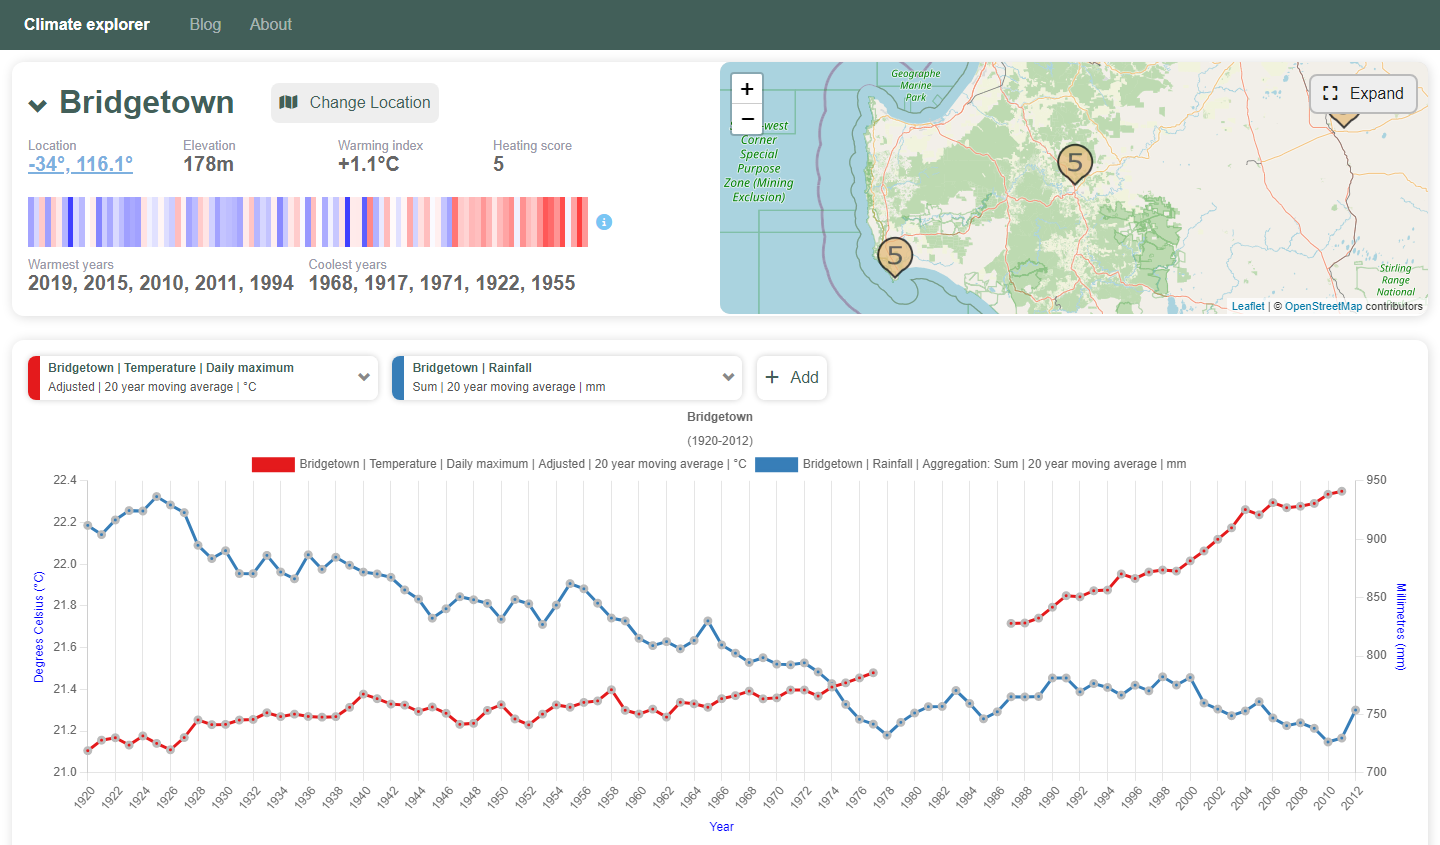 Climate explorer Blog About
Bridgetown Change Location
Location Elevation Warming index Heating score
-34°, 116.1° 178m +1.1°C 5
Warmest years Coolest years
2019, 2015, 2010, 2011, 1994 1968, 1917, 1971, 1922, 1955
+
−
Expand
Geographe
Marine
Park
Corner
Special
Purpose
Zone (Mining
Exclusion)
5
5
Stirling
Range
National
Leaflet | © OpenStreetMap contributors
Bridgetown | Temperature | Daily maximum
Adjusted | 20 year moving average | °C
Bridgetown | Rainfall
Sum | 20 year moving average | mm
+ Add
Bridgetown
(1920-2012)
Bridgetown | Temperature | Daily maximum | Adjusted | 20 year moving average | °C Bridgetown | Rainfall | Aggregation: Sum | 20 year moving average | mm
Degrees Celsius (°C)
22.4
22.2
22.0
21.8
21.6
21.4
21.2
21.0
950
900
850
800
750
700
Millimetres (mm)
1920 1922 1924 1926 1928 1930 1932 1934 1936 1938 1940 1942 1944 1946 1948 1950 1952 1954 1956 1958 1960 1962 1964 1966 1968 1970 1972 1974 1976 1978 1980 1982 1984 1986 1988 1990 1992 1994 1996 1998 2000 2002 2004 2006 2008 2010 2012
Year